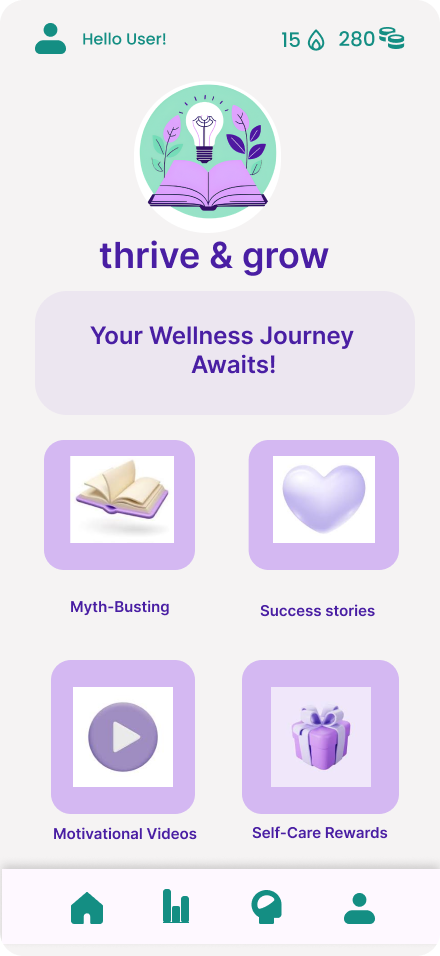 Hello User!
15
280
thrive & grow
Your Wellness Journey
Awaits!
Myth-Busting
Success stories
Motivational Videos
Self-Care Rewards